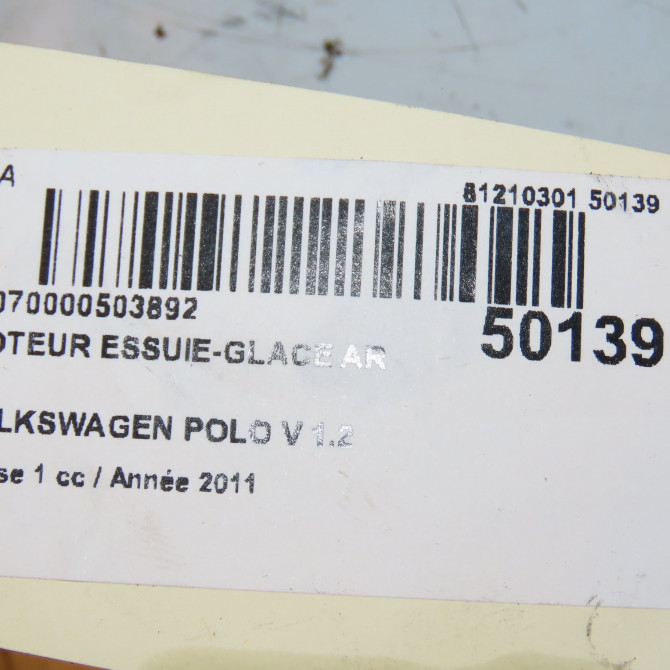 A
81210301 50139
070000503892
50139
OTEUR ESSUIE-GLACE AR
LKSWAGEN POLO V 1.2
se 1 cc / Année 2011